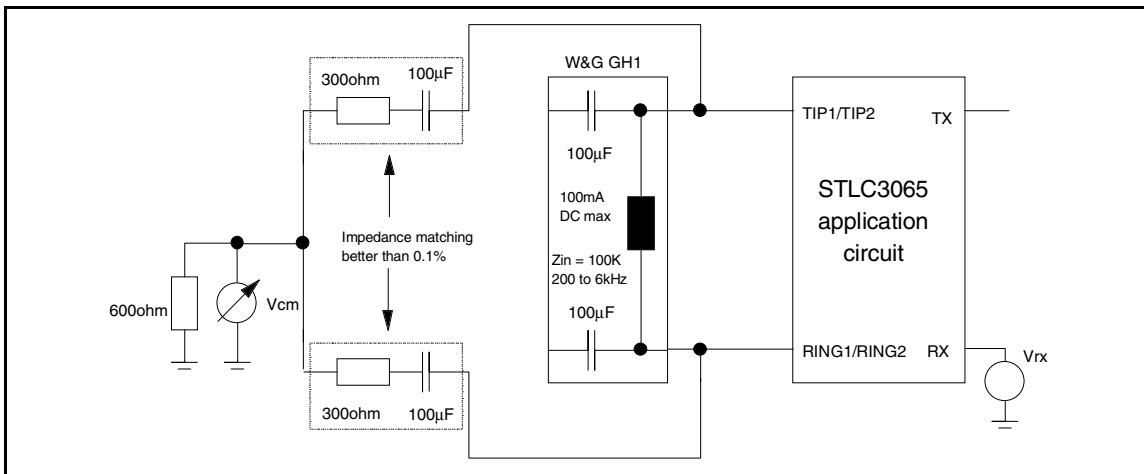 300ohm
100µF
W&G GH1
TIP1/TIP2
TX
100µF
STLC3065
application
circuit
100mA
DC max
Impedance matching
better than 0.1%
Zin = 100K
200 to 6kHz
600ohm
Vcm
100µF
RING1/RING2
RX
Vrx
300ohm
100µF